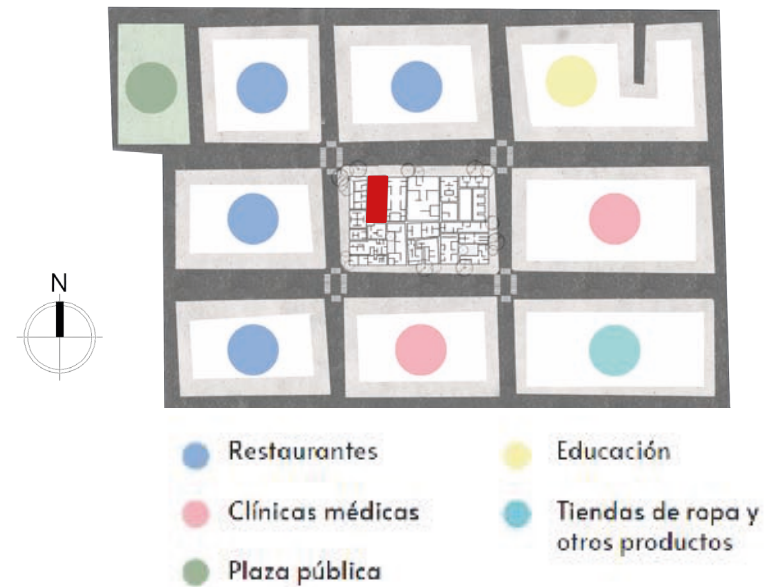 N
Restaurantes
Clínicas médicas
Plaza pública
Educación
Tiendas de ropa y
otros productos